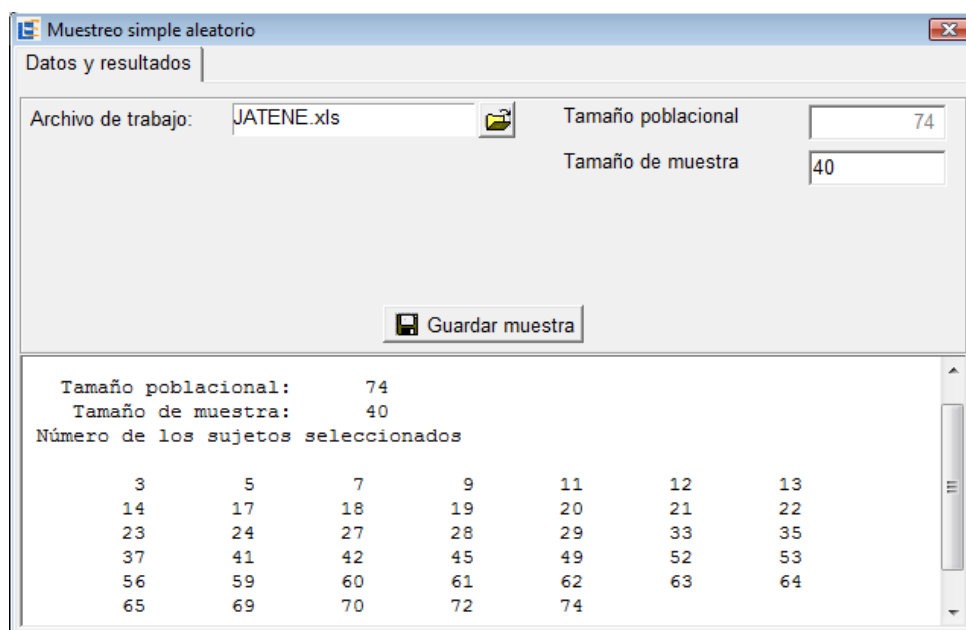 Muestreo simple aleatorio
Datos y resultados
Archivo de trabajo: JATENE.xls Tamaño poblacional 74
Tamaño de muestra 40
Guardar muestra
Tamaño poblacional: 74
Tamaño de muestra: 40
Número de los sujetos seleccionados
3 5 7 9 11 12 13
14 17 18 19 20 21 22
23 24 27 28 29 33 35
37 41 42 45 49 52 53
56 59 60 61 62 63 64
65 69 70 72 74